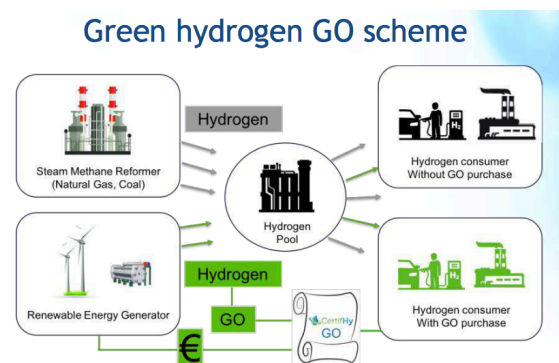 Green hydrogen GO scheme
Hydrogen
Steam Methane Reformer
(Natural Gas, Coal)
H₂
Hydrogen consumer
Without GO purchase
Hydrogen
Pool
Renewable Energy Generator
Hydrogen
GO
€
CertifHy
GO
Hydrogen consumer
With GO purchase